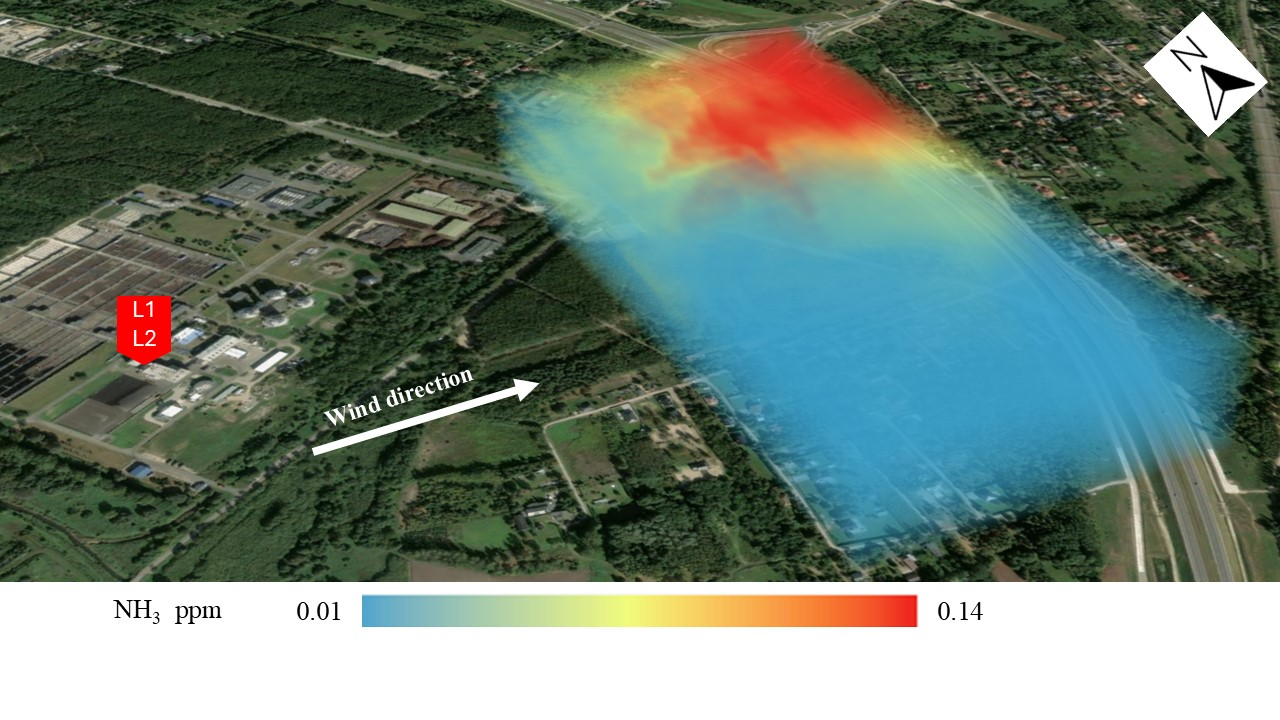 N
L1
L2
Wind direction
NH₃ ppm 0.01 0.14